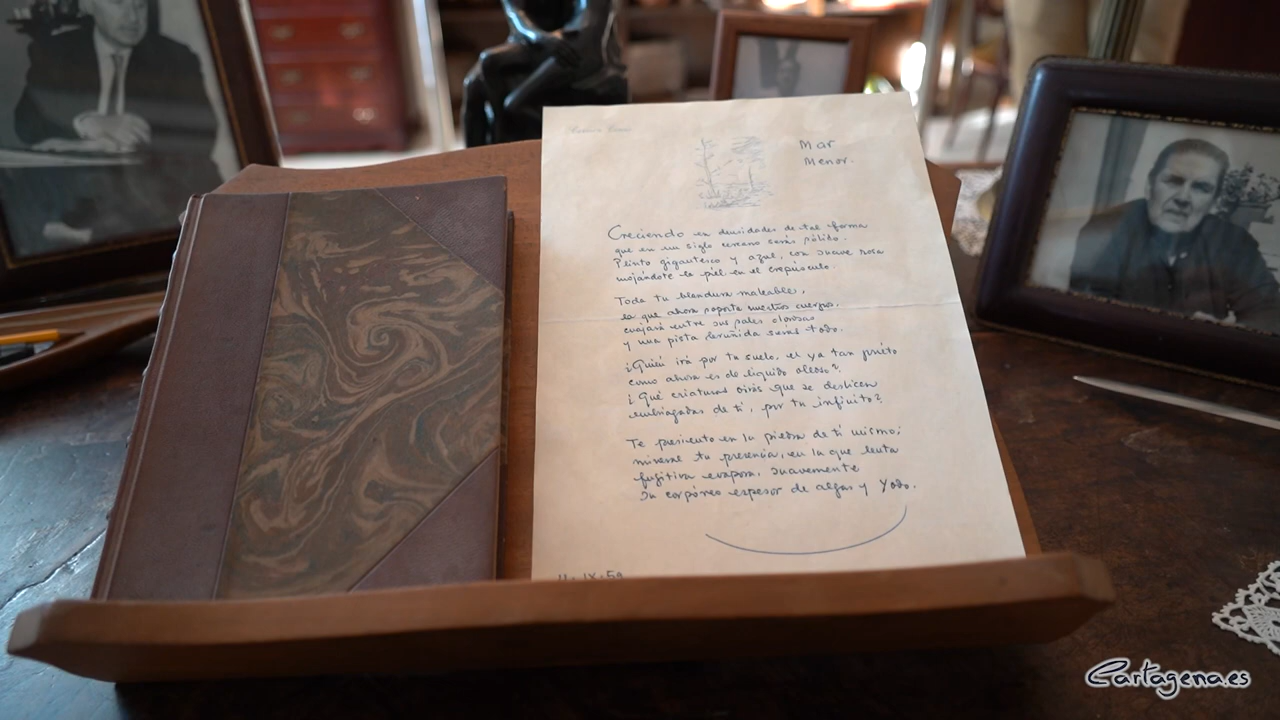 Mar
Menor.
Creciendo en densidades de tal forma
que en un siglo cercano serás pálido.
Plinto gigantesco y azul, con suave rosa
mojándote la piel en el crepúsculo.
Toda tu blandura maleable,
la que ahora soporta nuestros cuerpos,
cuajará entre sus sales olorosas
y una pista bruñida serás todo.
¿Quién irá por tu suelo, el ya tan prieto
como ahora es de líquido oleoso?
¿Qué criaturas oirás que se deslicen
embriagadas de ti, por tu infinito?
Te presiento en la piedra de ti mismo;
mineral tu presencia, en la que lenta
fugitiva evapora, suavemente
su corpóreo espesor de algas y Yodo.
Cartagena.es